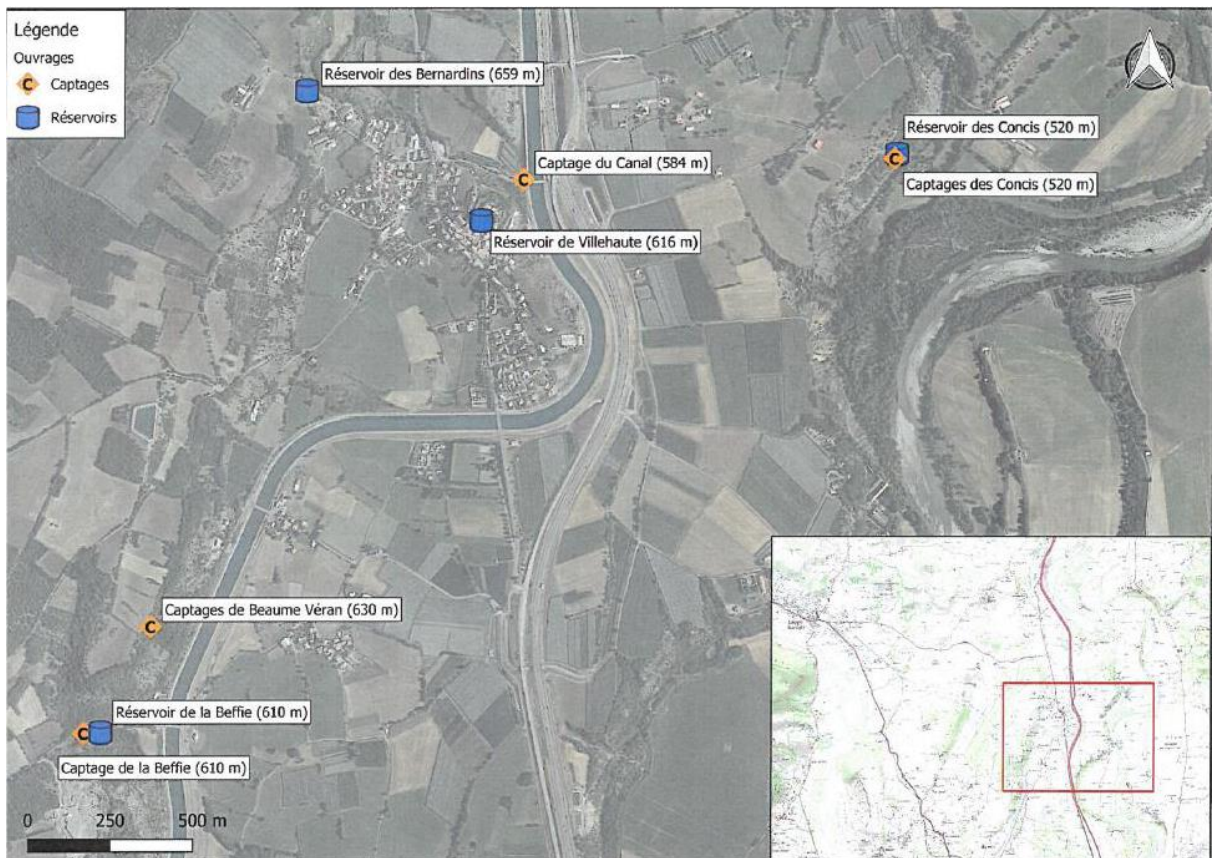 Légende
Ouvrages
C Captages
Réservoirs
Réservoir des Bernardins (659 m)
Captage du Canal (584 m)
Réservoir de Villehaute (616 m)
Réservoir des Concis (520 m)
C
Captages des Concis (520 m)
C
Captages de Beaume Véran (630 m)
C
Réservoir de la Beffie (610 m)
C
Captage de la Beffie (610 m)
0 250 500 m